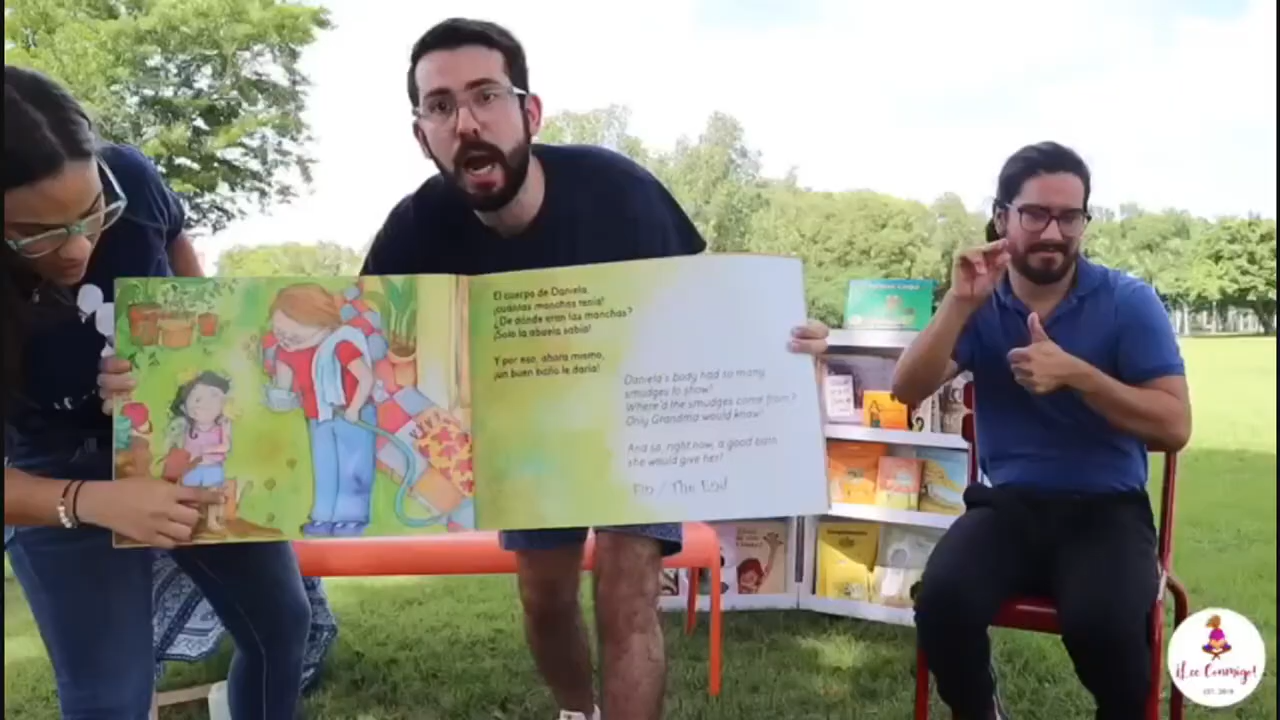 El cuerpo de Daniela,
¡cuántas manchas tenía!
¿De dónde eran las manchas?
¡Solo la abuela sabía!
Y por eso, ahora mismo,
¡un buen baño le daría!
Daniela's body had so many
smudges to show!
Where'd the smudges come from?
Only Grandma would know!
And so, right now, a good bath
she would give her!
Fin / The End
¡Lee Conmigo!
EST. 2018